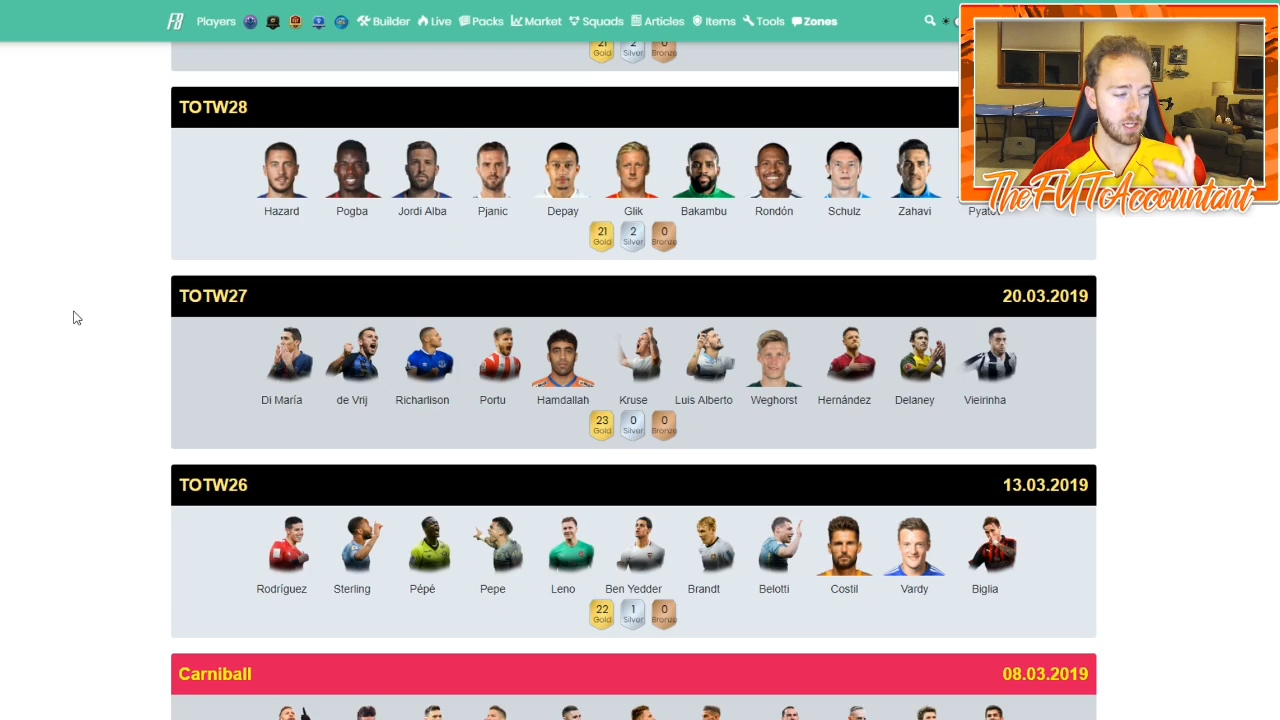 FB Players Builder Live Packs Market Squads Articles Items Tools Zones
21 2 0
Gold Silver Bronze
TOTW28
Hazard Pogba Jordi Alba Pjanic Depay Glik Bakambu Rondón Schulz Zahavi
21 2 0
Gold Silver Bronze
TheFUTAccountant
TOTW27 20.03.2019
Di María de Vrij Richarlison Portu Hamdallah Kruse Luis Alberto Weghorst Hernández Delaney Vieirinha
23 0 0
Gold Silver Bronze
TOTW26 13.03.2019
Rodríguez Sterling Pépé Pepe Leno Ben Yedder Brandt Belotti Costil Vardy Biglia
22 1 0
Gold Silver Bronze
Carniball 08.03.2019